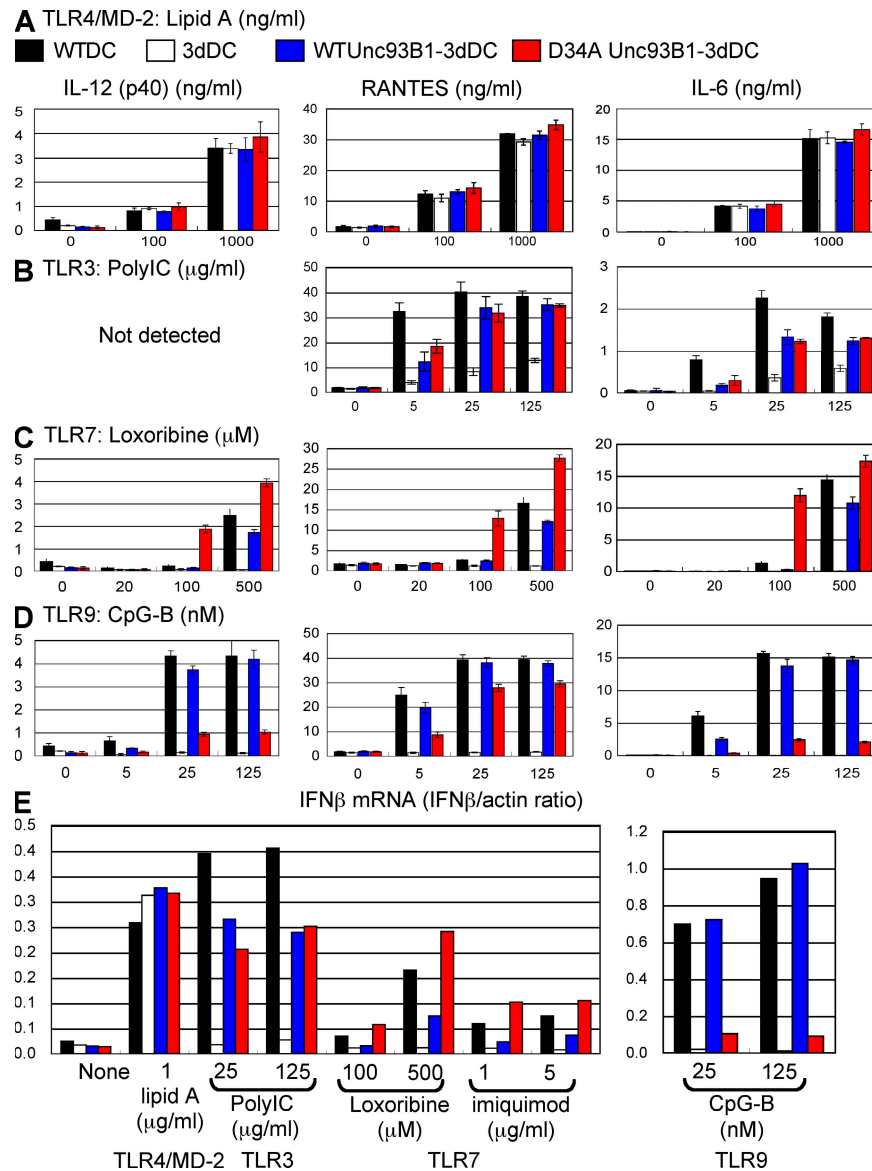 A TLR4/MD-2: Lipid A (ng/ml)
WTDC 3dDC WTUnc93B1-3dDC D34A Unc93B1-3dDC
IL-12 (p40) (ng/ml) RANTES (ng/ml) IL-6 (ng/ml)
5 4 3 2 1 0
0 100 1000
40 30 20 10 0
0 100 1000
20 15 10 5 0
0 100 1000
B TLR3: PolyIC (μg/ml)
Not detected
50 40 30 20 10 0
0 5 25 125
3 2 1 0
0 5 25 125
C TLR7: Loxoribine (μM)
5 4 3 2 1 0
0 20 100 500
30 25 20 15 10 5 0
0 20 100 500
20 15 10 5 0
0 20 100 500
D TLR9: CpG-B (nM)
5 4 3 2 1 0
0 5 25 125
50 40 30 20 10 0
0 5 25 125
20 15 10 5 0
0 5 25 125
E IFNβ mRNA (IFNβ/actin ratio)
0.5 0.4 0.4 0.3 0.3 0.2 0.2 0.1 0.1 0.0
None 1 25 125 100 500 1 5
lipid A PolyIC Loxoribine imiquimod
(μg/ml) (μg/ml) (μM) (μg/ml)
TLR4/MD-2 TLR3 TLR7
1.2 1.0 0.8 0.6 0.4 0.2 0.0
25 125
CpG-B
(nM)
TLR9